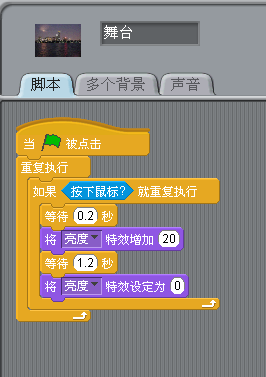 舞台
脚本 多个背景 声音
当 被点击
重复执行
如果 按下鼠标? 就重复执行
等待 0.2 秒
将 亮度 特效增加 20
等待 1.2 秒
将 亮度 特效设定为 0